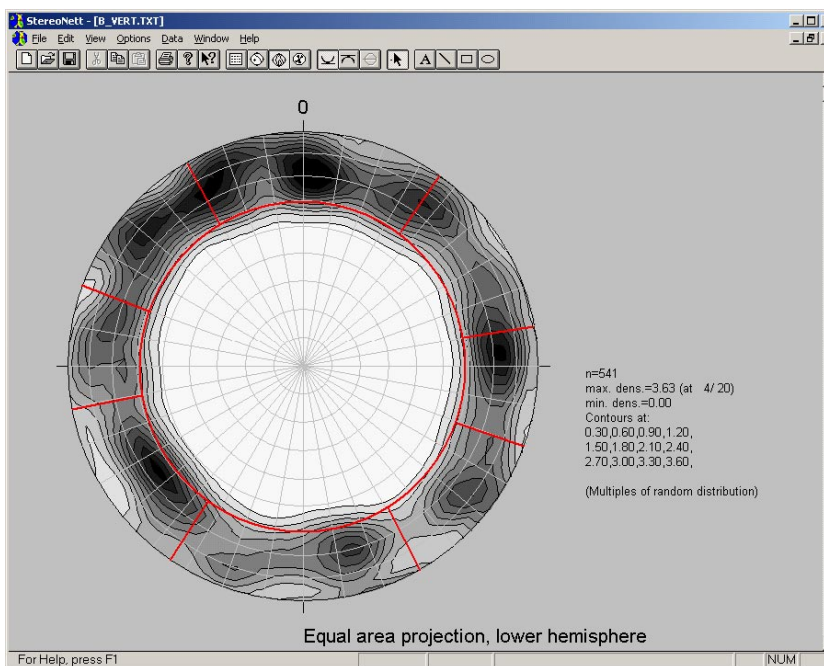 StereoNett - [B_VERT.TXT]
File Edit View Options Data Window Help
A
0
n=541
max. dens.=3.63 (at 4/ 20)
min. dens.=0.00
Contours at:
0.30,0.60,0.90,1.20,
1.50,1.80,2.10,2.40,
2.70,3.00,3.30,3.60,
(Multiples of random distribution)
Equal area projection, lower hemisphere
For Help, press F1
NUM